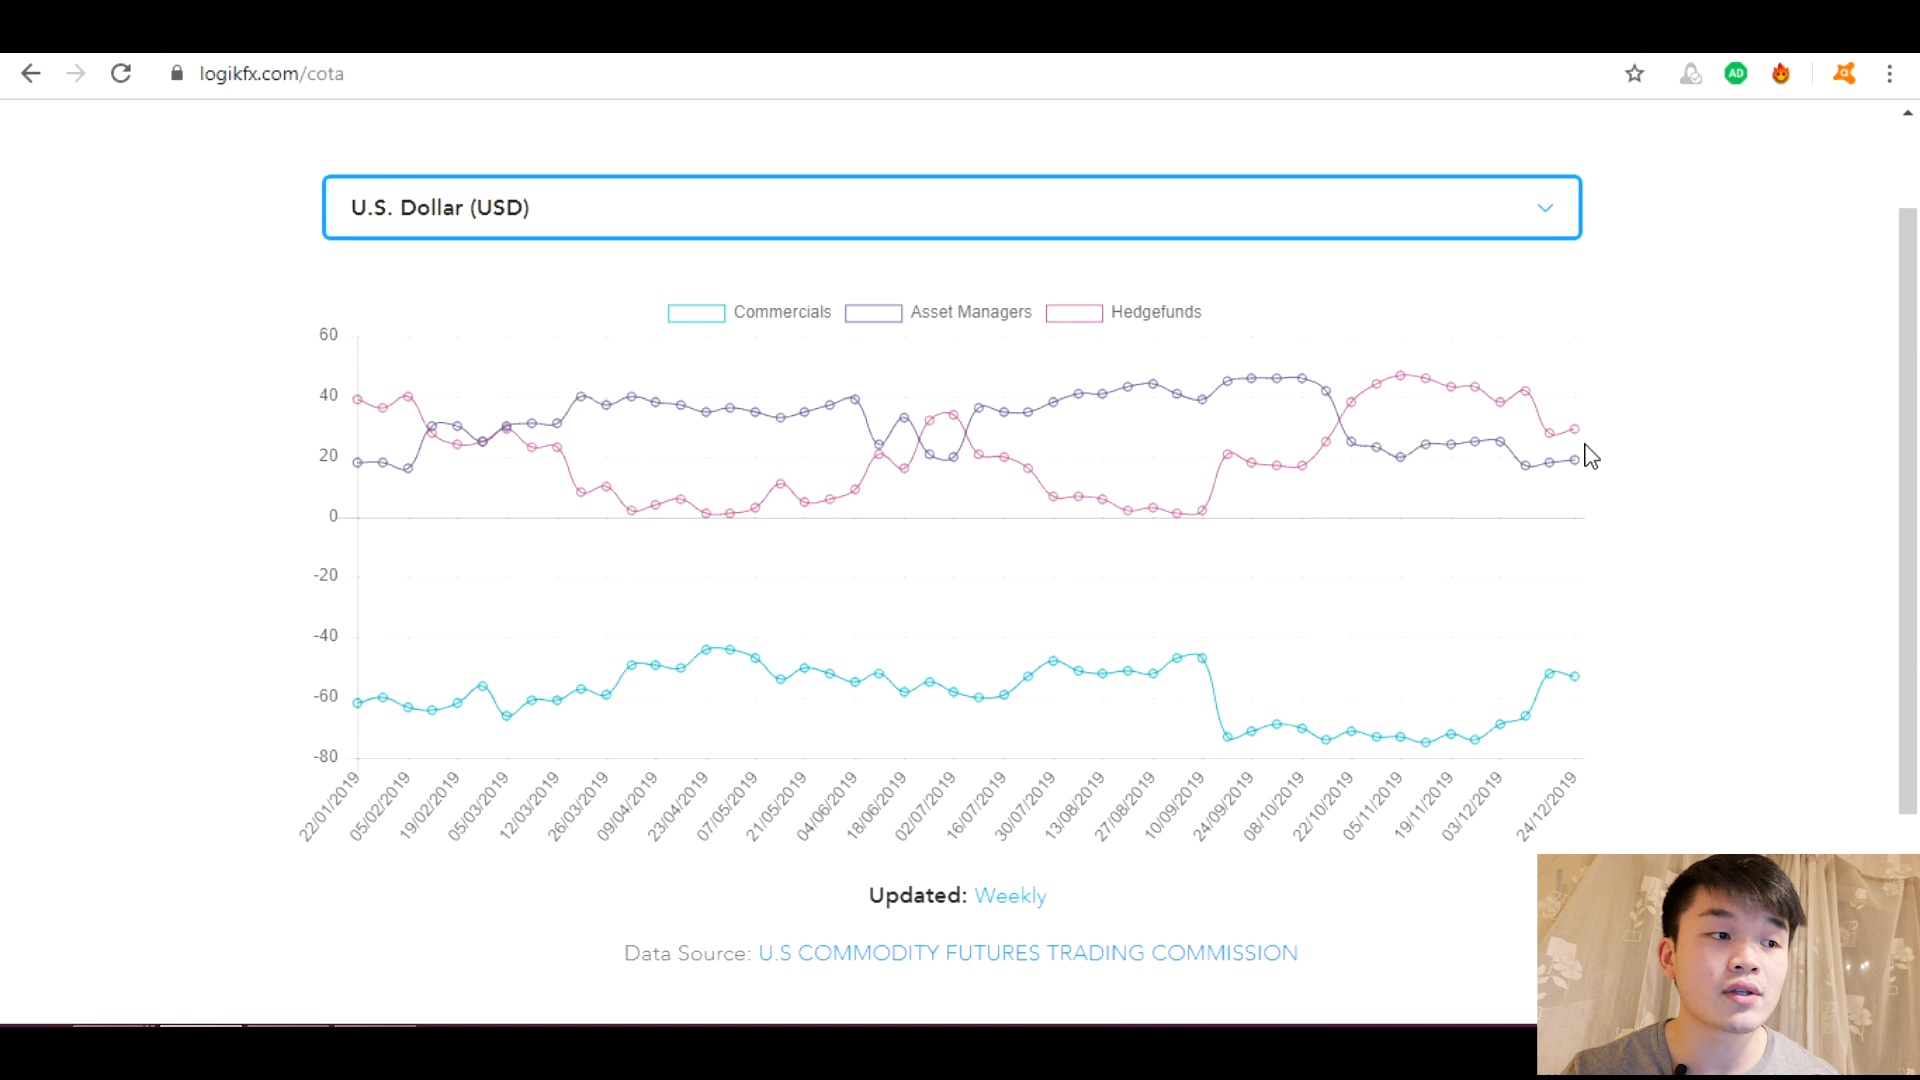 logikfx.com/cota
AD
U.S. Dollar (USD)
Commercials Asset Managers Hedgefunds
60
40
20
0
-20
-40
-60
-80
22/01/2019 05/02/2019 19/02/2019 05/03/2019 12/03/2019 26/03/2019 09/04/2019 23/04/2019 07/05/2019 21/05/2019 04/06/2019 18/06/2019 02/07/2019 16/07/2019 30/07/2019 13/08/2019 27/08/2019 10/09/2019 24/09/2019 08/10/2019 22/10/2019 05/11/2019 19/11/2019 03/12/2019 24/12/2019
Updated: Weekly
Data Source: U.S COMMODITY FUTURES TRADING COMMISSION